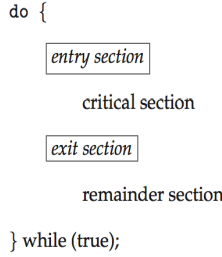 do {
entry section
critical section
exit section
remainder section
} while (true);